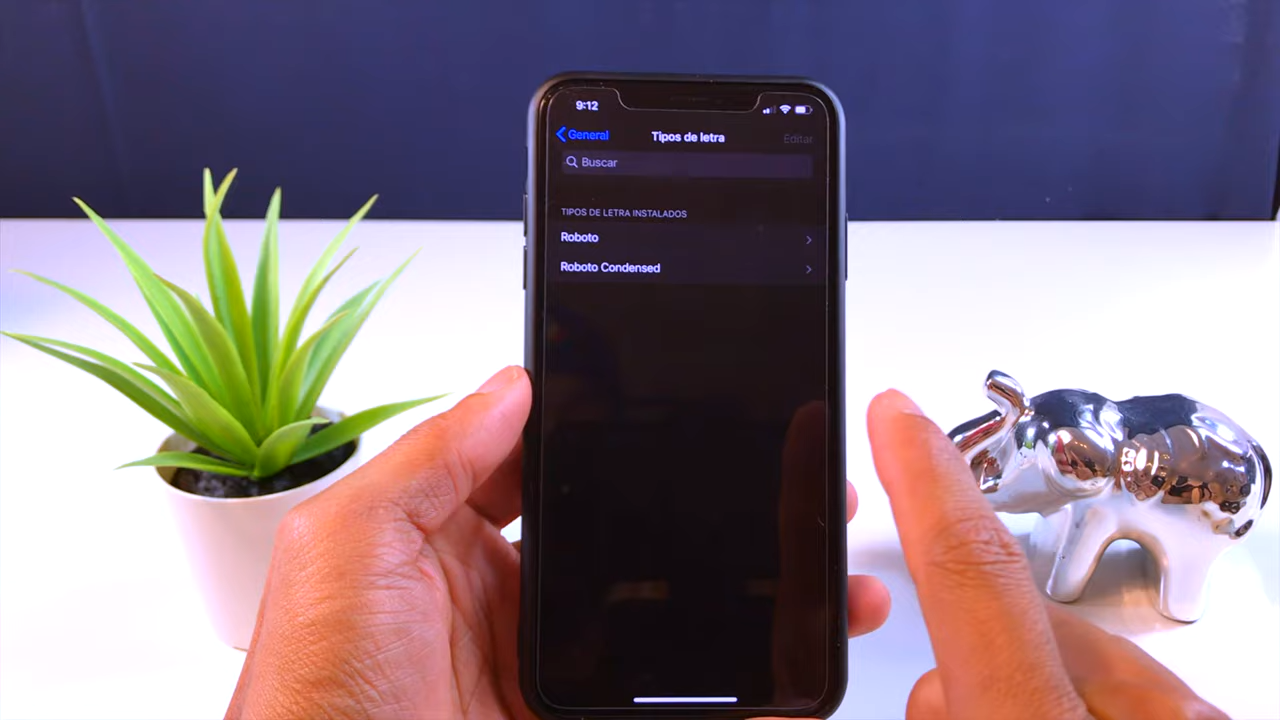 9:12
General
Tipos de letra
Editar
Buscar
TIPOS DE LETRA INSTALADOS
Roboto
Roboto Condensed